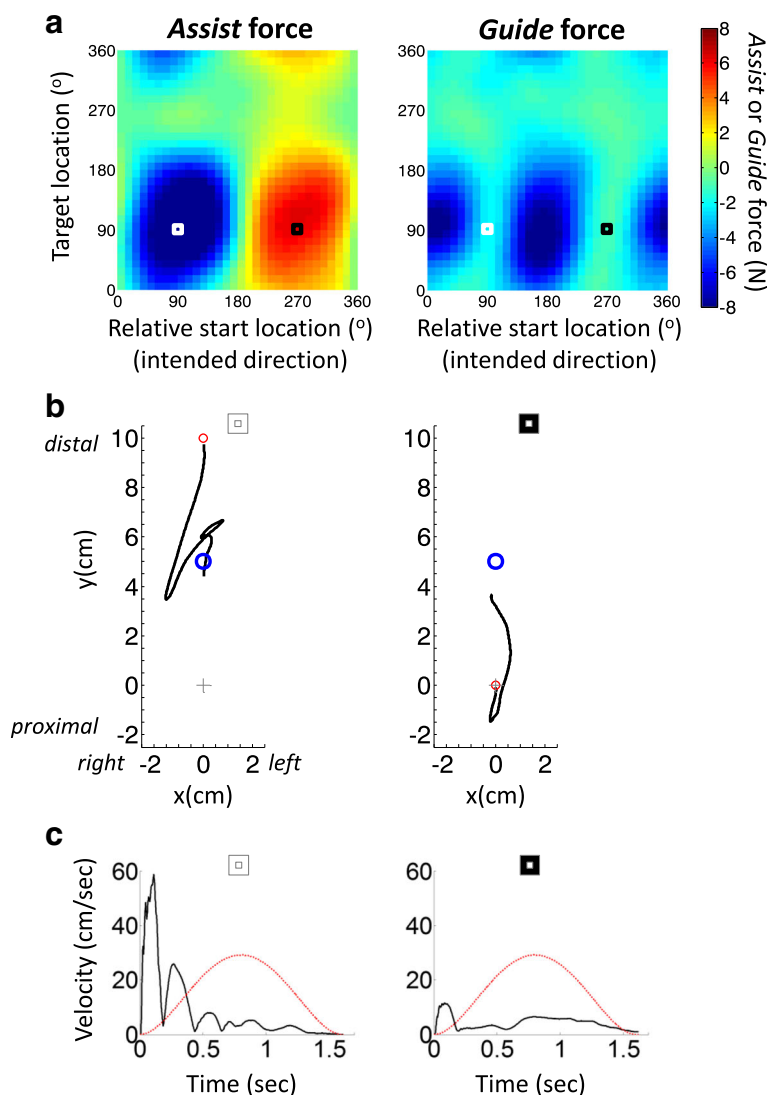 a
Assist force
Guide force
Target location (o)
360
270
180
90
0
0 90 180 270 360
Relative start location (o)
(intended direction)
360
270
180
90
0
0 90 180 270 360
Relative start location (o)
(intended direction)
8
6
4
2
0
-2
-4
-6
-8
Assist or Guide force (N)
b
distal
proximal
y(cm)
10
8
6
4
2
0
-2
right -2 0 2 left
x(cm)
10
8
6
4
2
0
-2
-2 0 2
x(cm)
c
Velocity (cm/sec)
60
40
20
0
0 0.5 1 1.5
Time (sec)
60
40
20
0
0 0.5 1 1.5
Time (sec)